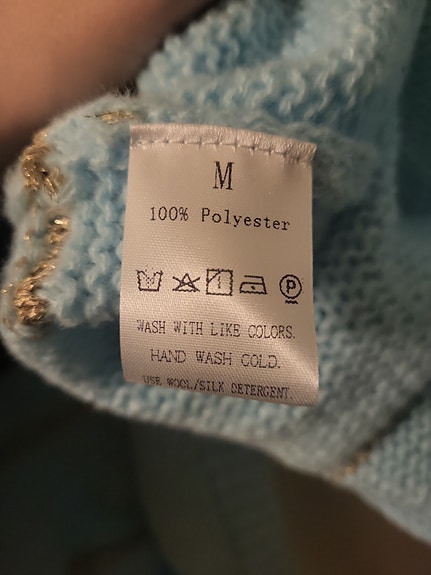 M
100% Polyester
P
WASH WITH LIKE COLORS.
HAND WASH COLD.
USE WOOL/SILK DETERGENT.